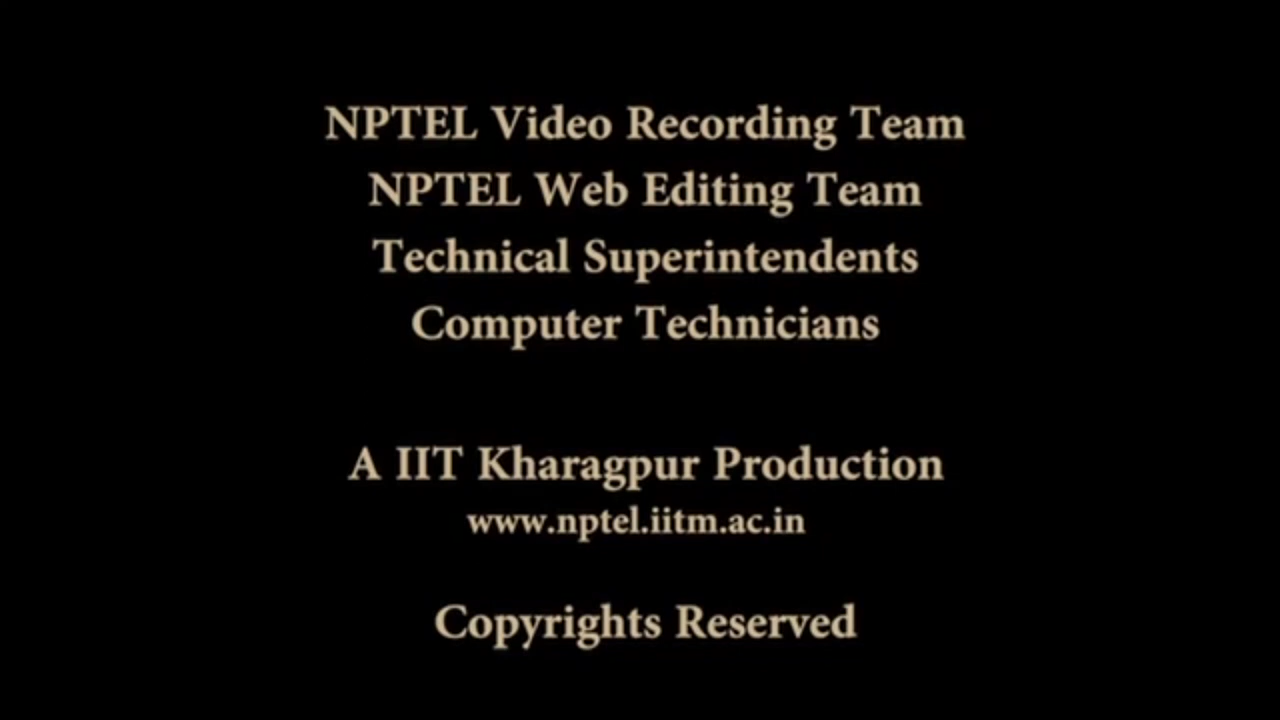 NPTEL Video Recording Team
NPTEL Web Editing Team
Technical Superintendents
Computer Technicians
A IIT Kharagpur Production
www.nptel.iitm.ac.in
Copyrights Reserved